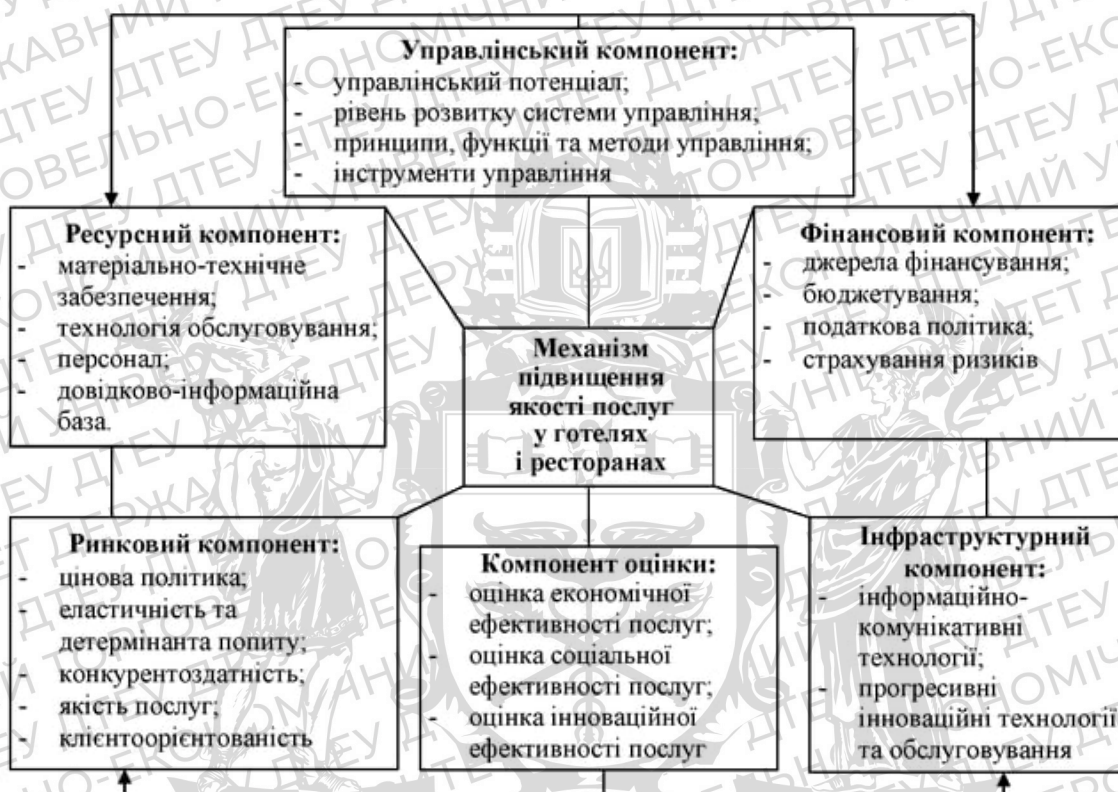 Управлінський компонент:
- управлінський потенціал;
- рівень розвитку системи управління;
- принципи, функції та методи управління;
- інструменти управління
Ресурсний компонент:
- матеріально-технічне
забезпечення;
- технологія обслуговування;
- персонал;
- довідково-інформаційна
база.
Механізм
підвищення
якості послуг
у готелях
і ресторанах
Фінансовий компонент:
- джерела фінансування;
- бюджетування;
- податкова політика;
- страхування ризиків
Ринковий компонент:
- цінова політика;
- еластичність та
детермінанта попиту;
- конкурентоздатність;
- якість послуг;
- клієнтоорієнтованість
Компонент оцінки:
- оцінка економічної
ефективності послуг;
- оцінка соціальної
ефективності послуг;
- оцінка інноваційної
ефективності послуг
Інфраструктурний
компонент:
- інформаційно-
комунікативні
технології;
- прогресивні
інноваційні технології
та обслуговування